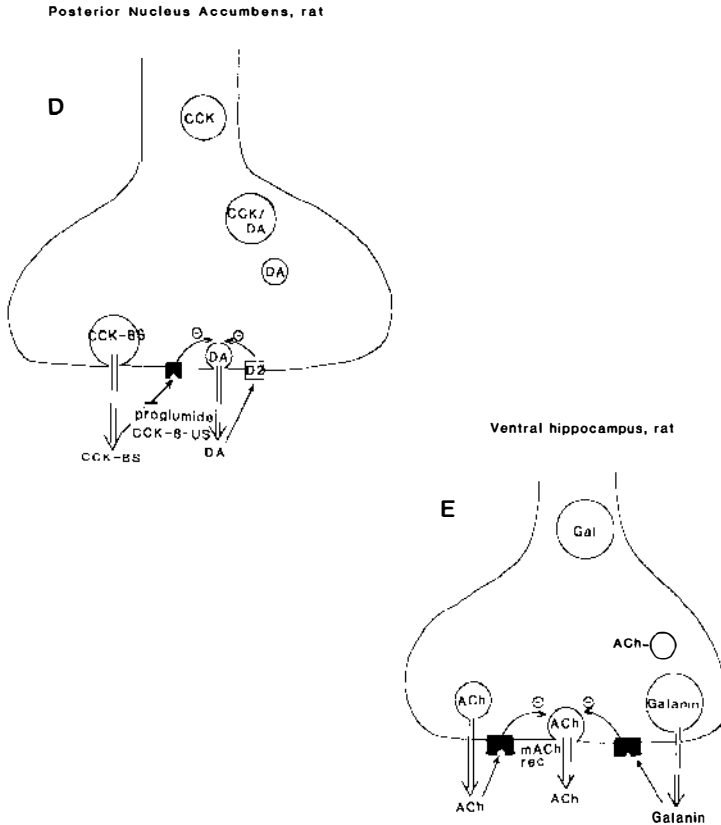 Posterior Nucleus Accumbens, rat
D
CCK
CCK/
DA
DA
CCK-8S
⊖ ⊖
DA
D2
proglumide
CCK-8-US
CCK-8S
DA
Ventral hippocampus, rat
E
Gal
ACh
ACh
⊖ ⊖
ACh
Galanin
mACh
rec
ACh
ACh
Galanin